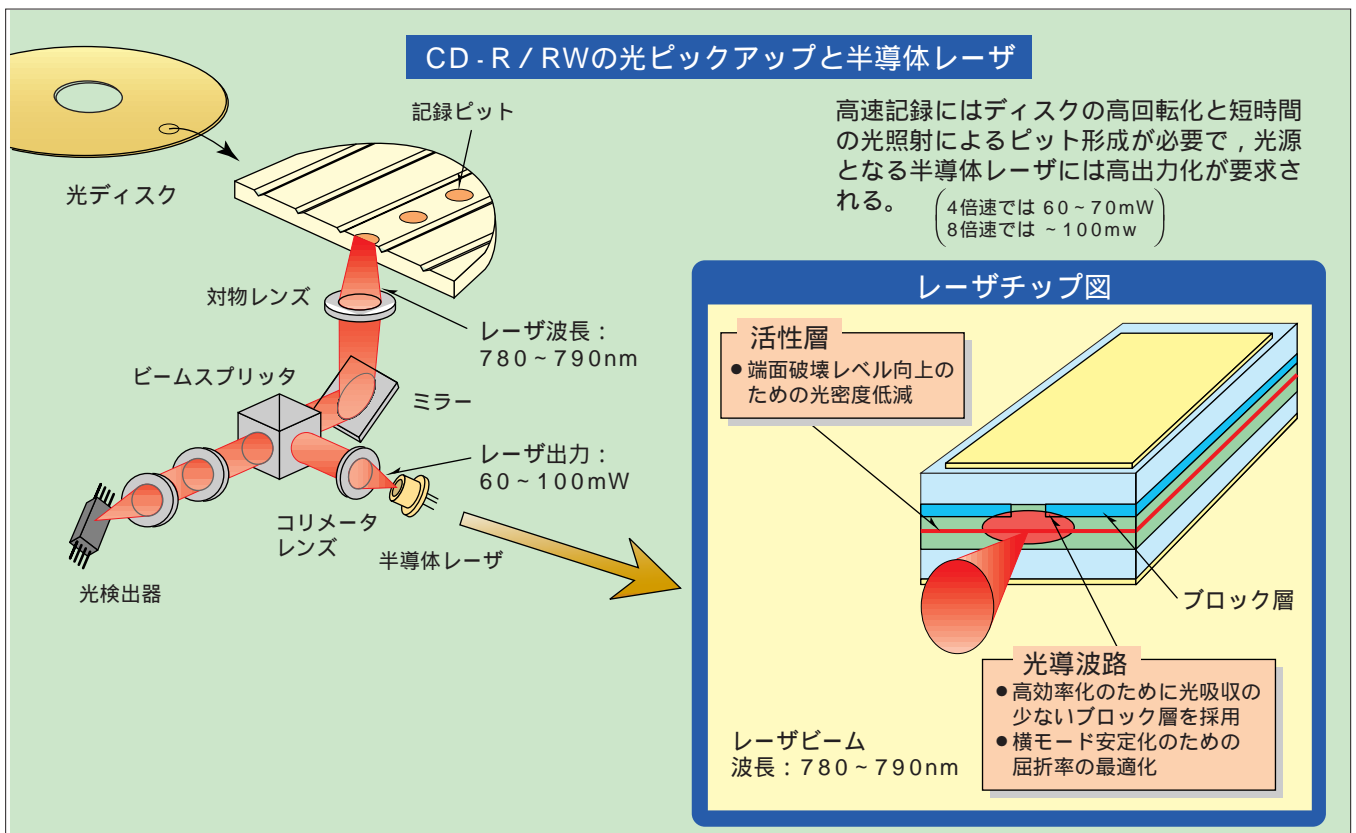 CD-R/RWの光ピックアップと半導体レーザ
高速記録にはディスクの高回転化と短時間
の光照射によるピット形成が必要で，光源
となる半導体レーザには高出力化が要求さ
れる。
4倍速では 60～70mW
8倍速では ～100mw
記録ピット
光ディスク
対物レンズ
レーザ波長：
780～790nm
ビームスプリッタ
ミラー
レーザ出力：
60～100mW
コリメータ
レンズ
半導体レーザ
光検出器
レーザチップ図
活性層
●端面破壊レベル向上の
ための光密度低減
ブロック層
光導波路
●高効率化のために光吸収の
少ないブロック層を採用
●横モード安定化のための
屈折率の最適化
レーザビーム
波長：780～790nm